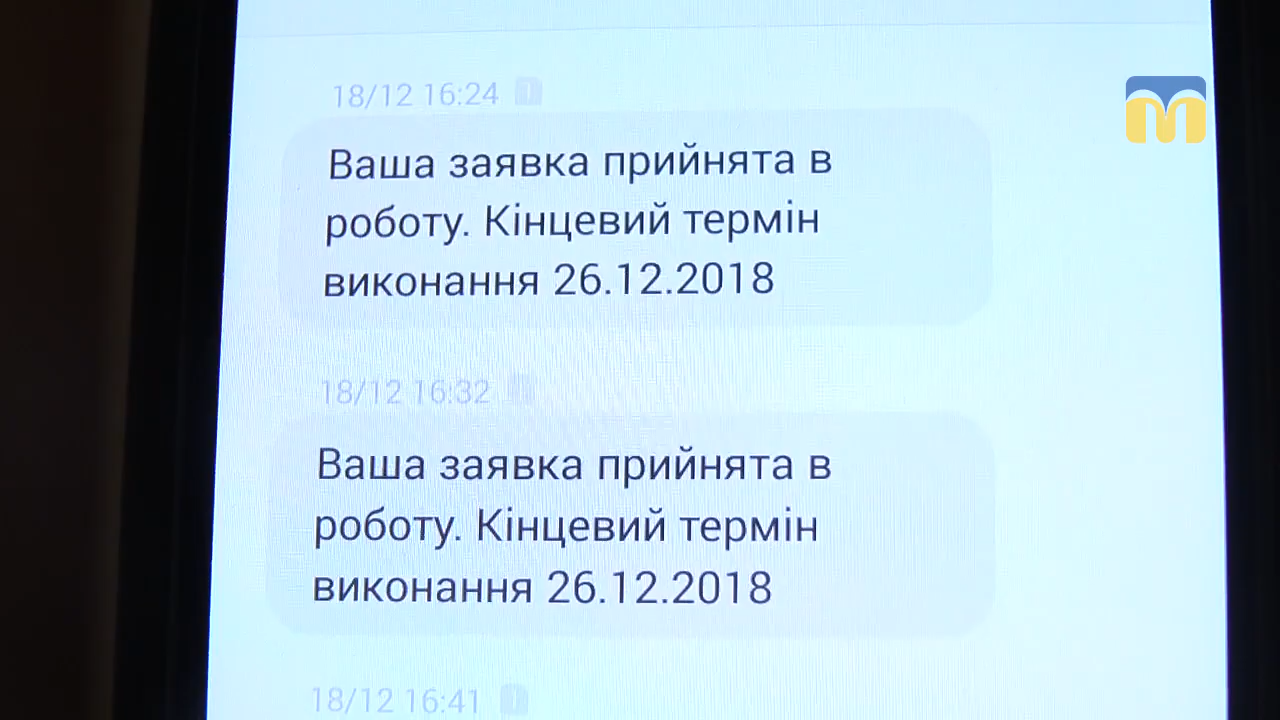 18/12 16:24
Ваша заявка прийнята в
роботу. Кінцевий термін
виконання 26.12.2018
18/12 16:32
Ваша заявка прийнята в
роботу. Кінцевий термін
виконання 26.12.2018
18/12 16:41